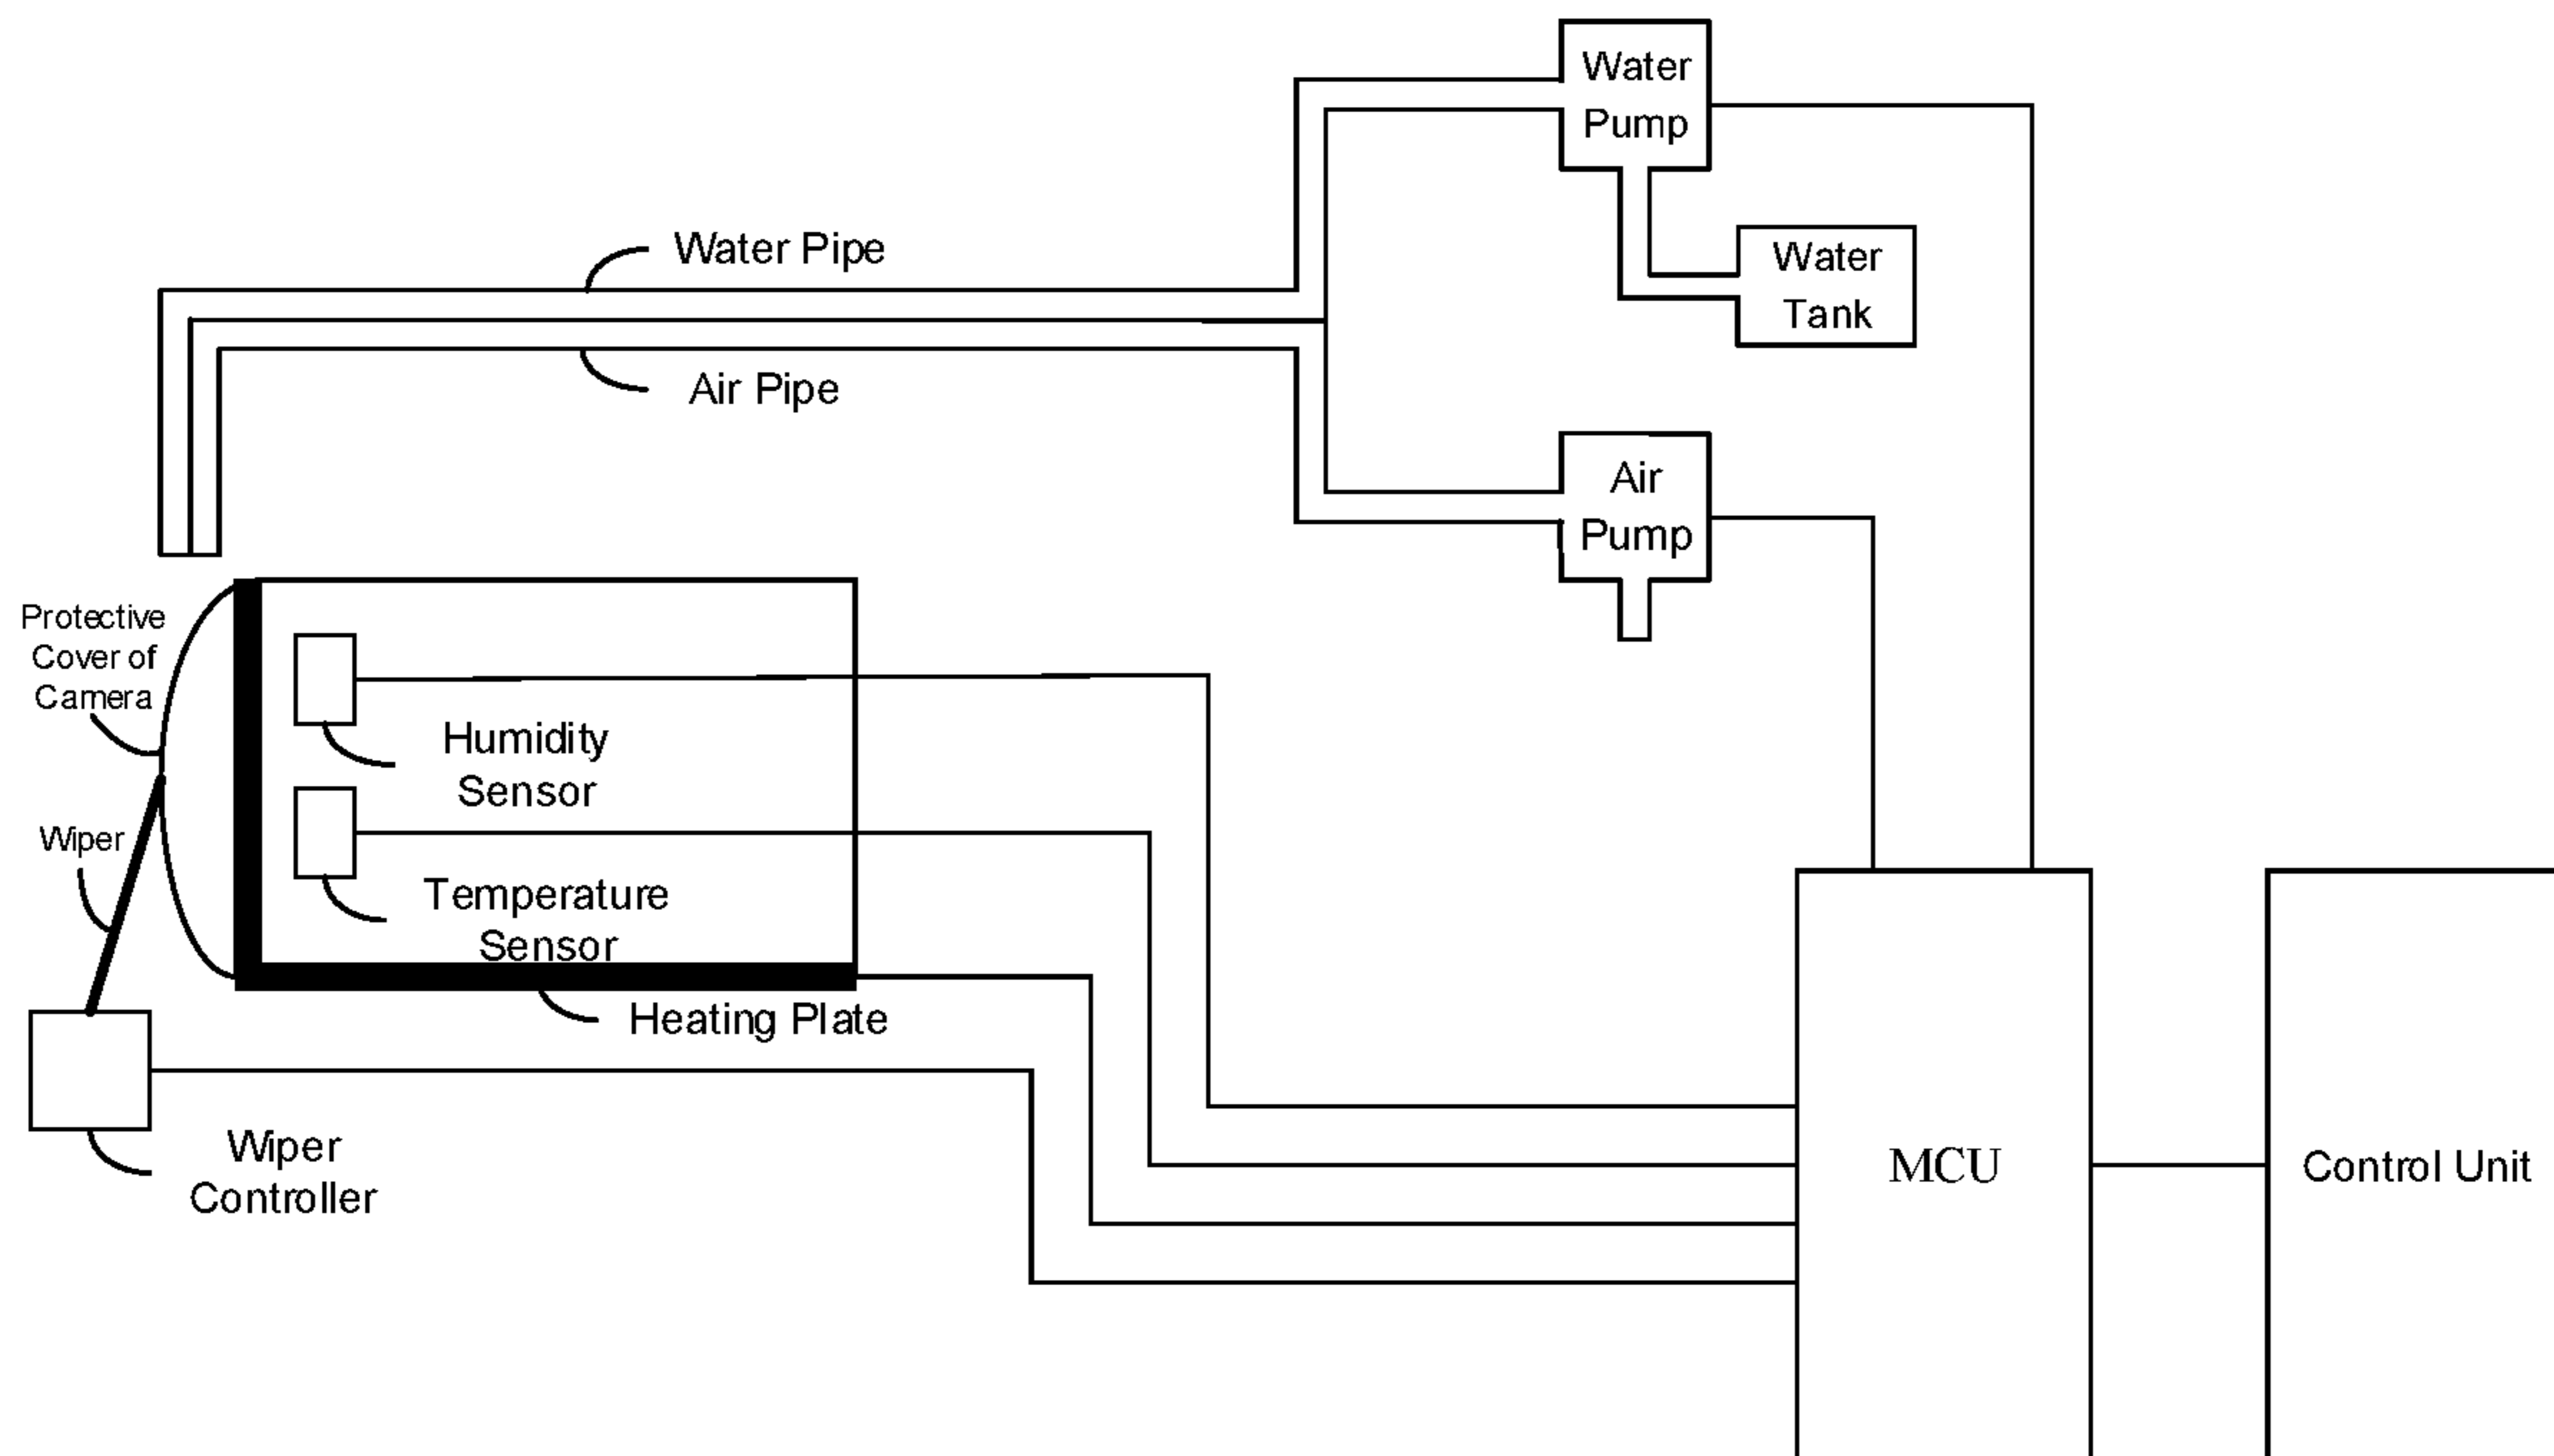 Water
Pump
Water Pipe
Water
Tank
Air Pipe
Air
Pump
Protective
Cover of
Camera
Humidity
Sensor
Wiper
Temperature
Sensor
Heating Plate
Wiper
Controller
MCU
Control Unit